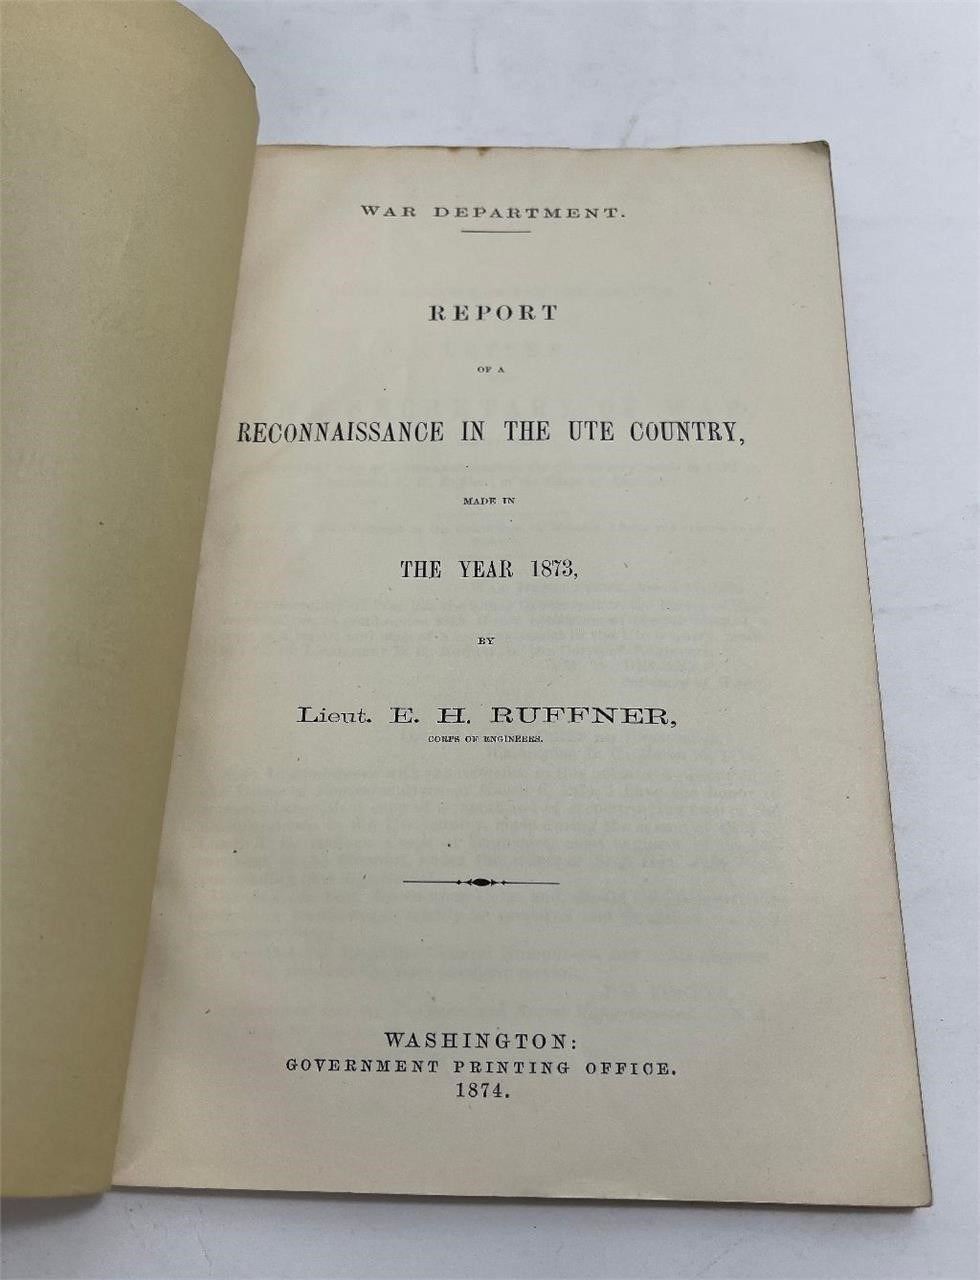 WAR DEPARTMENT.
REPORT
OF A
RECONNAISSANCE IN THE UTE COUNTRY,
MADE IN
THE YEAR 1873,
BY
Lieut. E. H. RUFFNER,
CORPS OF ENGINEERS.
WASHINGTON:
GOVERNMENT PRINTING OFFICE.
1874.